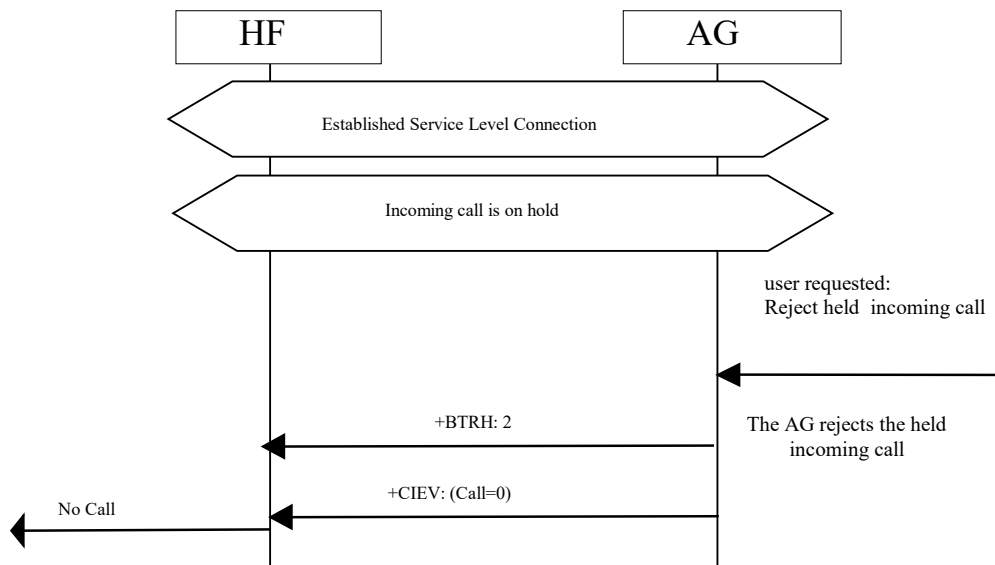 HF
AG
Established Service Level Connection
Incoming call is on hold
user requested:
Reject held incoming call
+BTRH: 2
The AG rejects the held
incoming call
+CIEV: (Call=0)
No Call